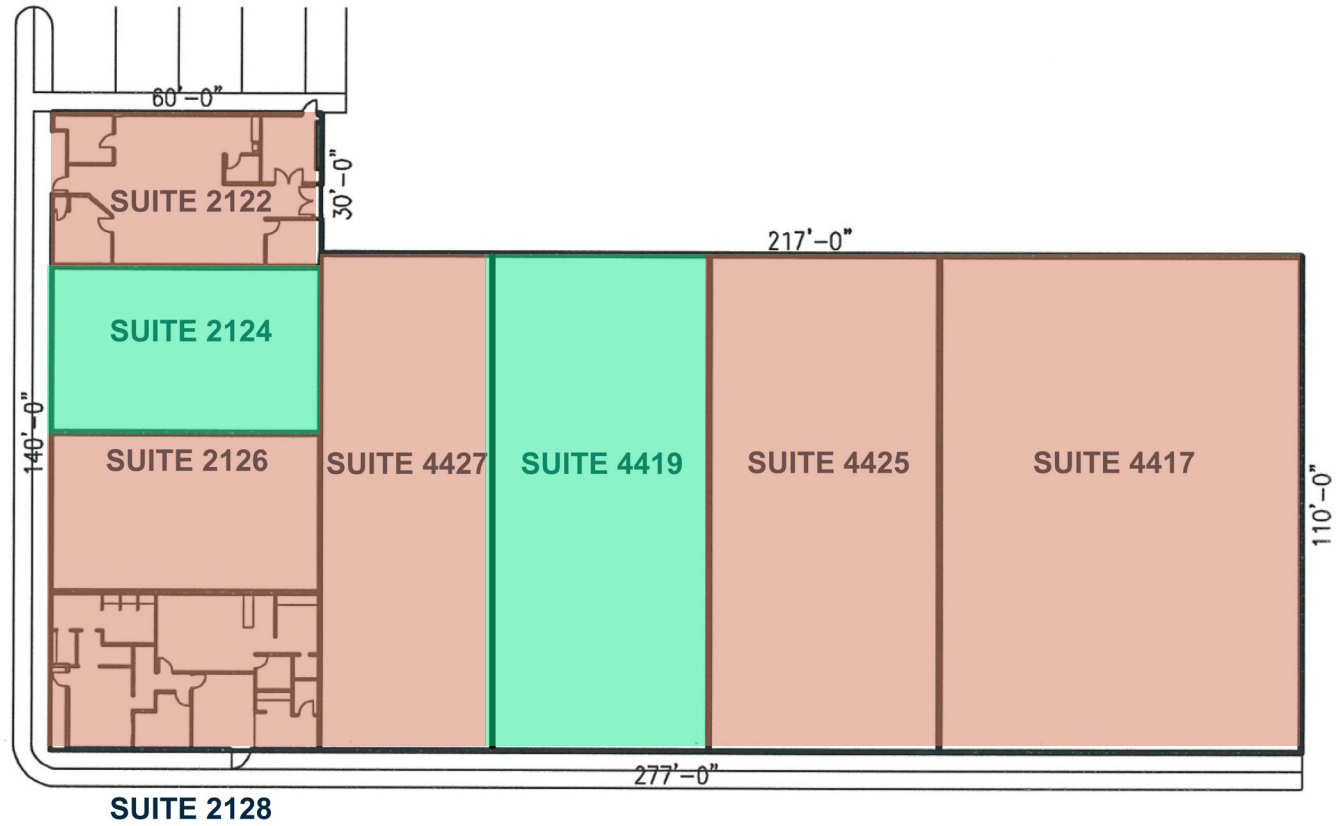 60'-0"
SUITE 2122
30'-0"
217'-0"
SUITE 2124
140'-0"
SUITE 2126
SUITE 4427
SUITE 4419
SUITE 4425
SUITE 4417
110'-0"
277'-0"
SUITE 2128